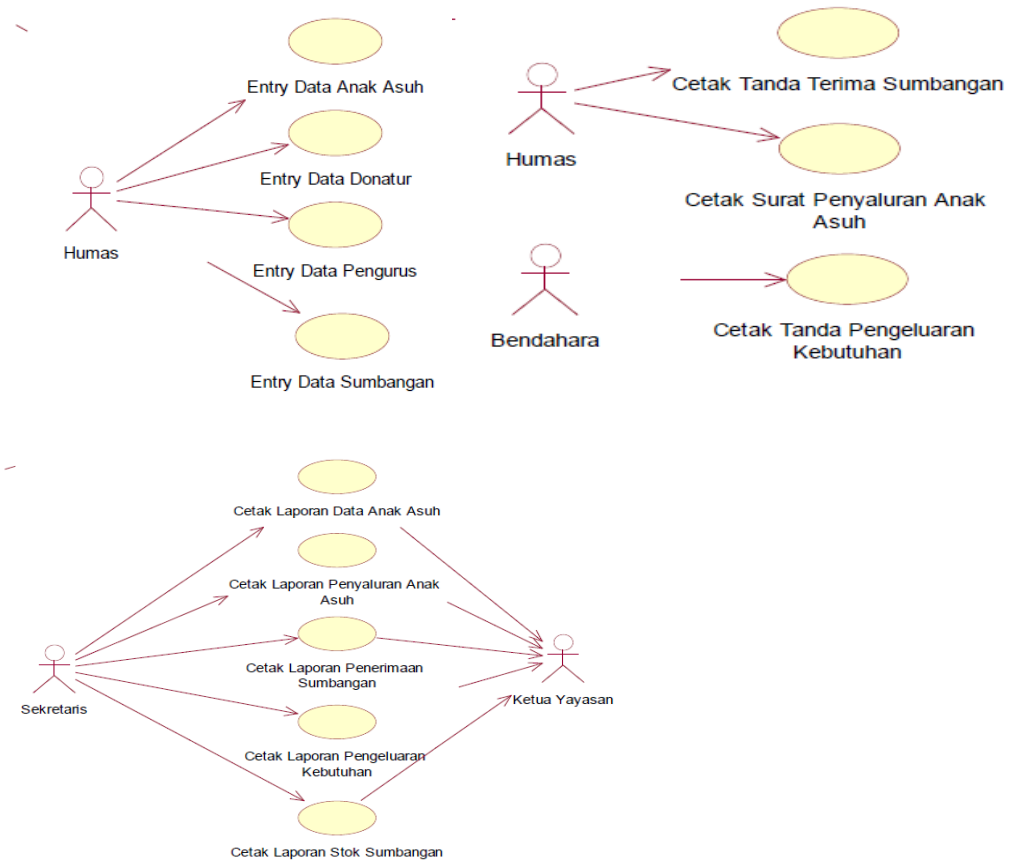 Entry Data Anak Asuh
Entry Data Donatur
Humas
Entry Data Pengurus
Entry Data Sumbangan
Cetak Tanda Terima Sumbangan
Humas
Cetak Surat Penyaluran Anak
Asuh
Bendahara
Cetak Tanda Pengeluaran
Kebutuhan
Cetak Laporan Data Anak Asuh
Cetak Laporan Penyaluran Anak
Asuh
Cetak Laporan Penerimaan
Sumbangan
Sekretaris
Ketua Yayasan
Cetak Laporan Pengeluaran
Kebutuhan
Cetak Laporan Stok Sumbangan